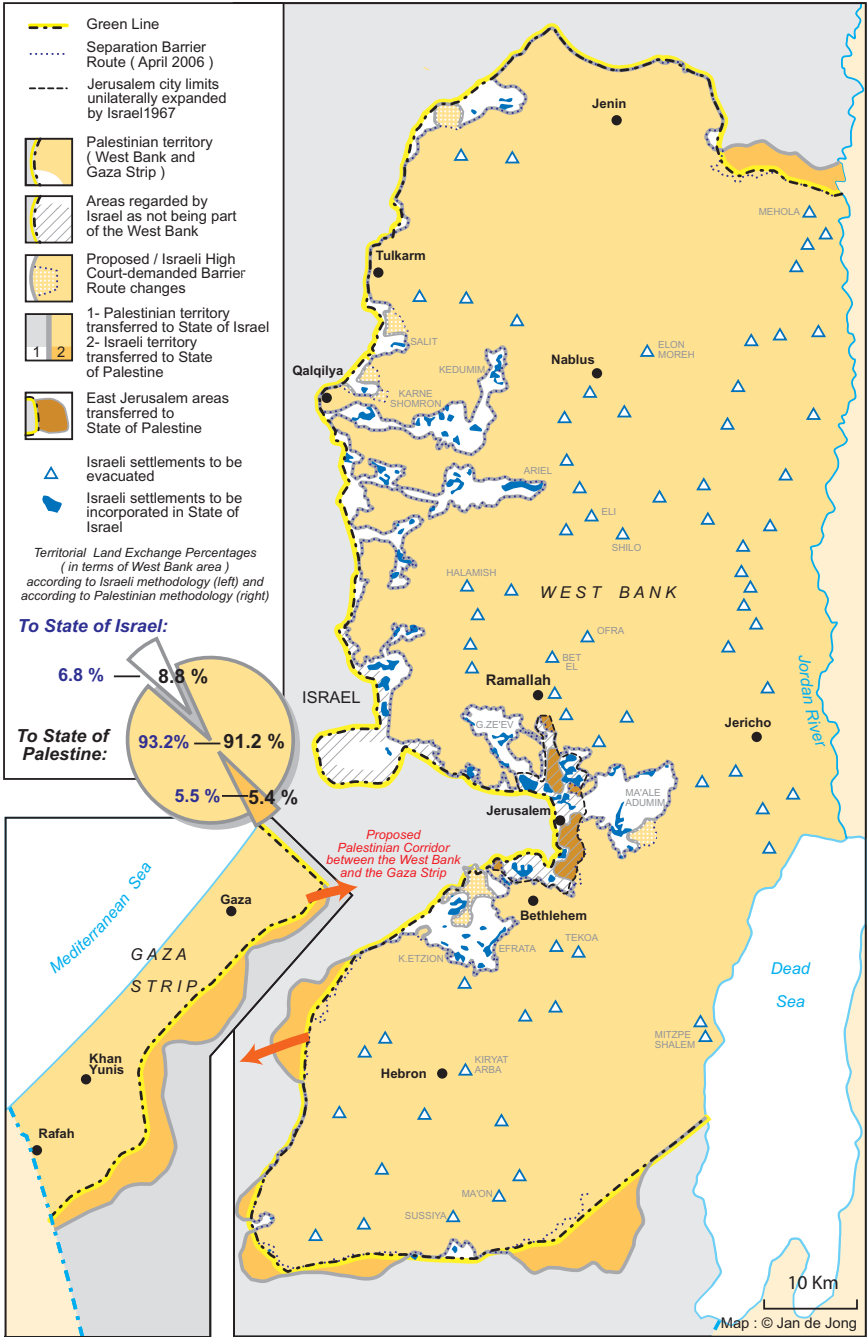 Green Line
Separation Barrier
Route ( April 2006 )
Jerusalem city limits
unilaterally expanded
by Israel1967
Palestinian territory
( West Bank and
Gaza Strip )
Areas regarded by
Israel as not being part
of the West Bank
Proposed / Israeli High
Court-demanded Barrier
Route changes
1 2
1- Palestinian territory
transferred to State of Israel
2- Israeli territory
transferred to State
of Palestine
East Jerusalem areas
transferred to
State of Palestine
Israeli settlements to be
evacuated
Israeli settlements to be
incorporated in State of
Israel
Territorial Land Exchange Percentages
( in terms of West Bank area )
according to Israeli methodology (left) and
according to Palestinian methodology (right)
To State of Israel:
6.8 %
8.8 %
To State of
Palestine:
93.2%
91.2 %
5.5 %
5.4 %
Jenin
MEHOLA
Tulkarm
SALIT
ELON
MOREH
KEDUMIM
Nablus
Qalqilya
KARNE
SHOMRON
ARIEL
ELI
SHILO
HALAMISH
WEST BANK
OFRA
BET
EL
Ramallah
ISRAEL
Jordan River
G.ZE'EV
Jericho
MA'ALE
ADUMIM
Jerusalem
Proposed
Palestinian Corridor
between the West Bank
and the Gaza Strip
Mediterranean Sea
Gaza
GAZA
STRIP
Bethlehem
TEKOA
EFRATA
K.ETZION
Dead
Sea
MITZPE
SHALEM
Khan
Yunis
KIRYAT
ARBA
Hebron
Rafah
MA'ON
SUSSIYA
10 Km
Map : © Jan de Jong